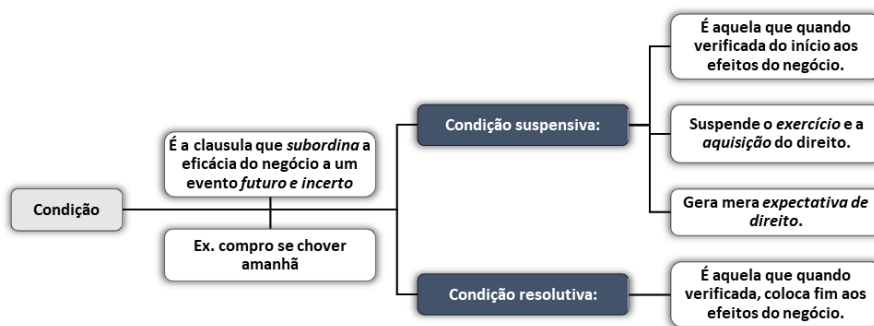 Condição
É a clausula que subordina a
eficácia do negócio a um
evento futuro e incerto
Ex. compro se chover
amanhã
Condição suspensiva:
É aquela que quando
verificada do início aos
efeitos do negócio.
Suspende o exercício e a
aquisição do direito.
Gera mera expectativa de
direito.
Condição resolutiva:
É aquela que quando
verificada, coloca fim aos
efeitos do negócio.